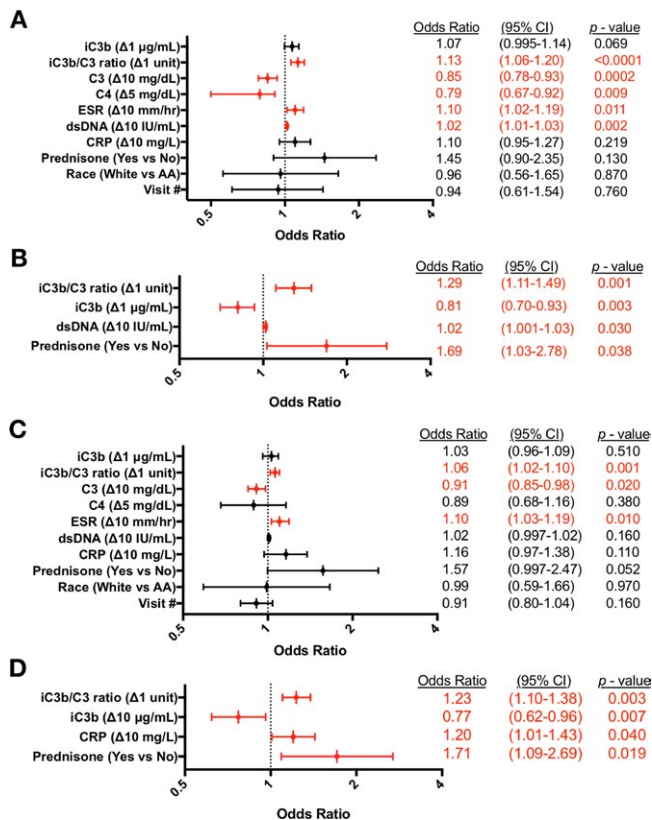 A
Odds Ratio (95% CI) p - value
iC3b (Δ1 µg/mL) 1.07 (0.995-1.14) 0.069
iC3b/C3 ratio (Δ1 unit) 1.13 (1.06-1.20) <0.0001
C3 (Δ10 mg/dL) 0.85 (0.78-0.93) 0.0002
C4 (Δ5 mg/dL) 0.79 (0.67-0.92) 0.009
ESR (Δ10 mm/hr) 1.10 (1.02-1.19) 0.011
dsDNA (Δ10 IU/mL) 1.02 (1.01-1.03) 0.002
CRP (Δ10 mg/L) 1.10 (0.95-1.27) 0.219
Prednisone (Yes vs No) 1.45 (0.90-2.35) 0.130
Race (White vs AA) 0.96 (0.56-1.65) 0.870
Visit # 0.94 (0.61-1.54) 0.760
0.5 1 2 4
Odds Ratio
B
Odds Ratio (95% CI) p - value
iC3b/C3 ratio (Δ1 unit) 1.29 (1.11-1.49) 0.001
iC3b (Δ1 µg/mL) 0.81 (0.70-0.93) 0.003
dsDNA (Δ10 IU/mL) 1.02 (1.001-1.03) 0.030
Prednisone (Yes vs No) 1.69 (1.03-2.78) 0.038
0.5 1 2 4
Odds Ratio
C
Odds Ratio (95% CI) p - value
iC3b (Δ1 µg/mL) 1.03 (0.96-1.09) 0.510
iC3b/C3 ratio (Δ1 unit) 1.06 (1.02-1.10) 0.001
C3 (Δ10 mg/dL) 0.91 (0.85-0.98) 0.020
C4 (Δ5 mg/dL) 0.89 (0.68-1.16) 0.380
ESR (Δ10 mm/hr) 1.10 (1.03-1.19) 0.010
dsDNA (Δ10 IU/mL) 1.02 (0.997-1.02) 0.160
CRP (Δ10 mg/L) 1.16 (0.97-1.38) 0.110
Prednisone (Yes vs No) 1.57 (0.997-2.47) 0.052
Race (White vs AA) 0.99 (0.59-1.66) 0.970
Visit # 0.91 (0.80-1.04) 0.160
0.5 1 2 4
Odds Ratio
D
Odds Ratio (95% CI) p - value
iC3b/C3 ratio (Δ1 unit) 1.23 (1.10-1.38) 0.003
iC3b (Δ10 µg/mL) 0.77 (0.62-0.96) 0.007
CRP (Δ10 mg/L) 1.20 (1.01-1.43) 0.040
Prednisone (Yes vs No) 1.71 (1.09-2.69) 0.019
0.5 1 2 4
Odds Ratio